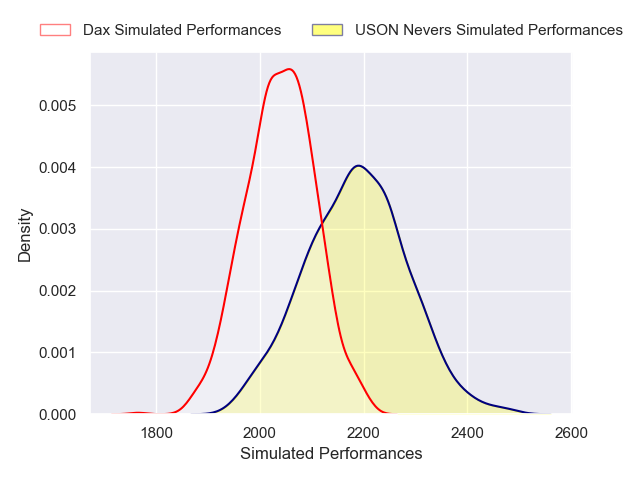 Dax Simulated Performances
USON Nevers Simulated Performances
0.005
0.004
0.003
0.002
0.001
0.000
Density
1800 2000 2200 2400 2600
Simulated Performances